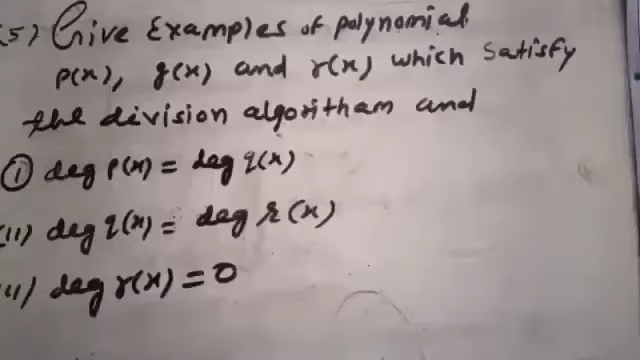 (5) Give Examples of polynomial
p(x), g(x) and r(x) which satisfy
the division algoritham and
(i) deg p(x) = deg q(x)
(ii) deg q(x) = deg r(x)
(ii) deg r(x) = 0